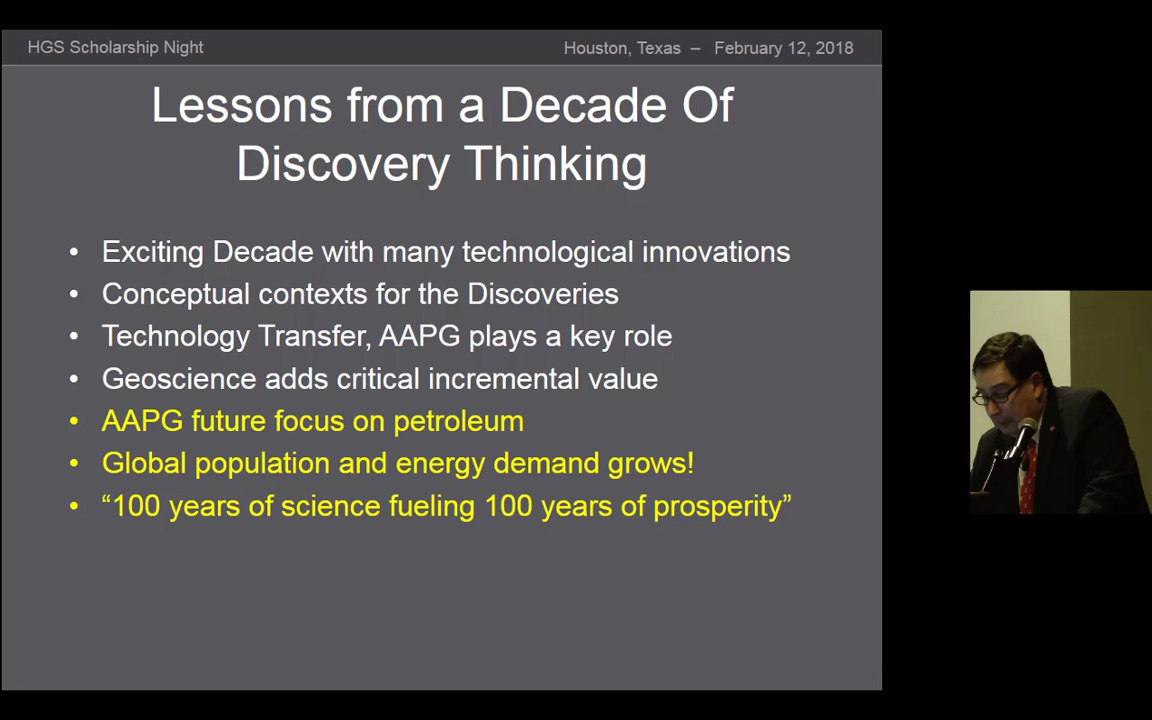 HGS Scholarship Night
Houston, Texas – February 12, 2018
Lessons from a Decade Of
Discovery Thinking
• Exciting Decade with many technological innovations
• Conceptual contexts for the Discoveries
• Technology Transfer, AAPG plays a key role
• Geoscience adds critical incremental value
• AAPG future focus on petroleum
• Global population and energy demand grows!
• “100 years of science fueling 100 years of prosperity”